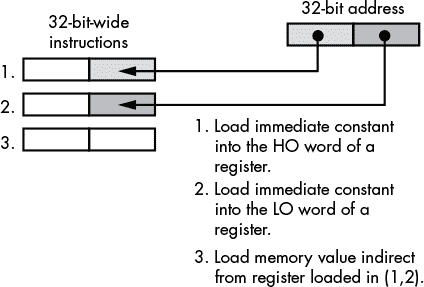 32-bit-wide
instructions
32-bit address
1.
2.
3.
1. Load immediate constant
into the HO word of a
register.
2. Load immediate constant
into the LO word of a
register.
3. Load memory value indirect
from register loaded in (1,2).